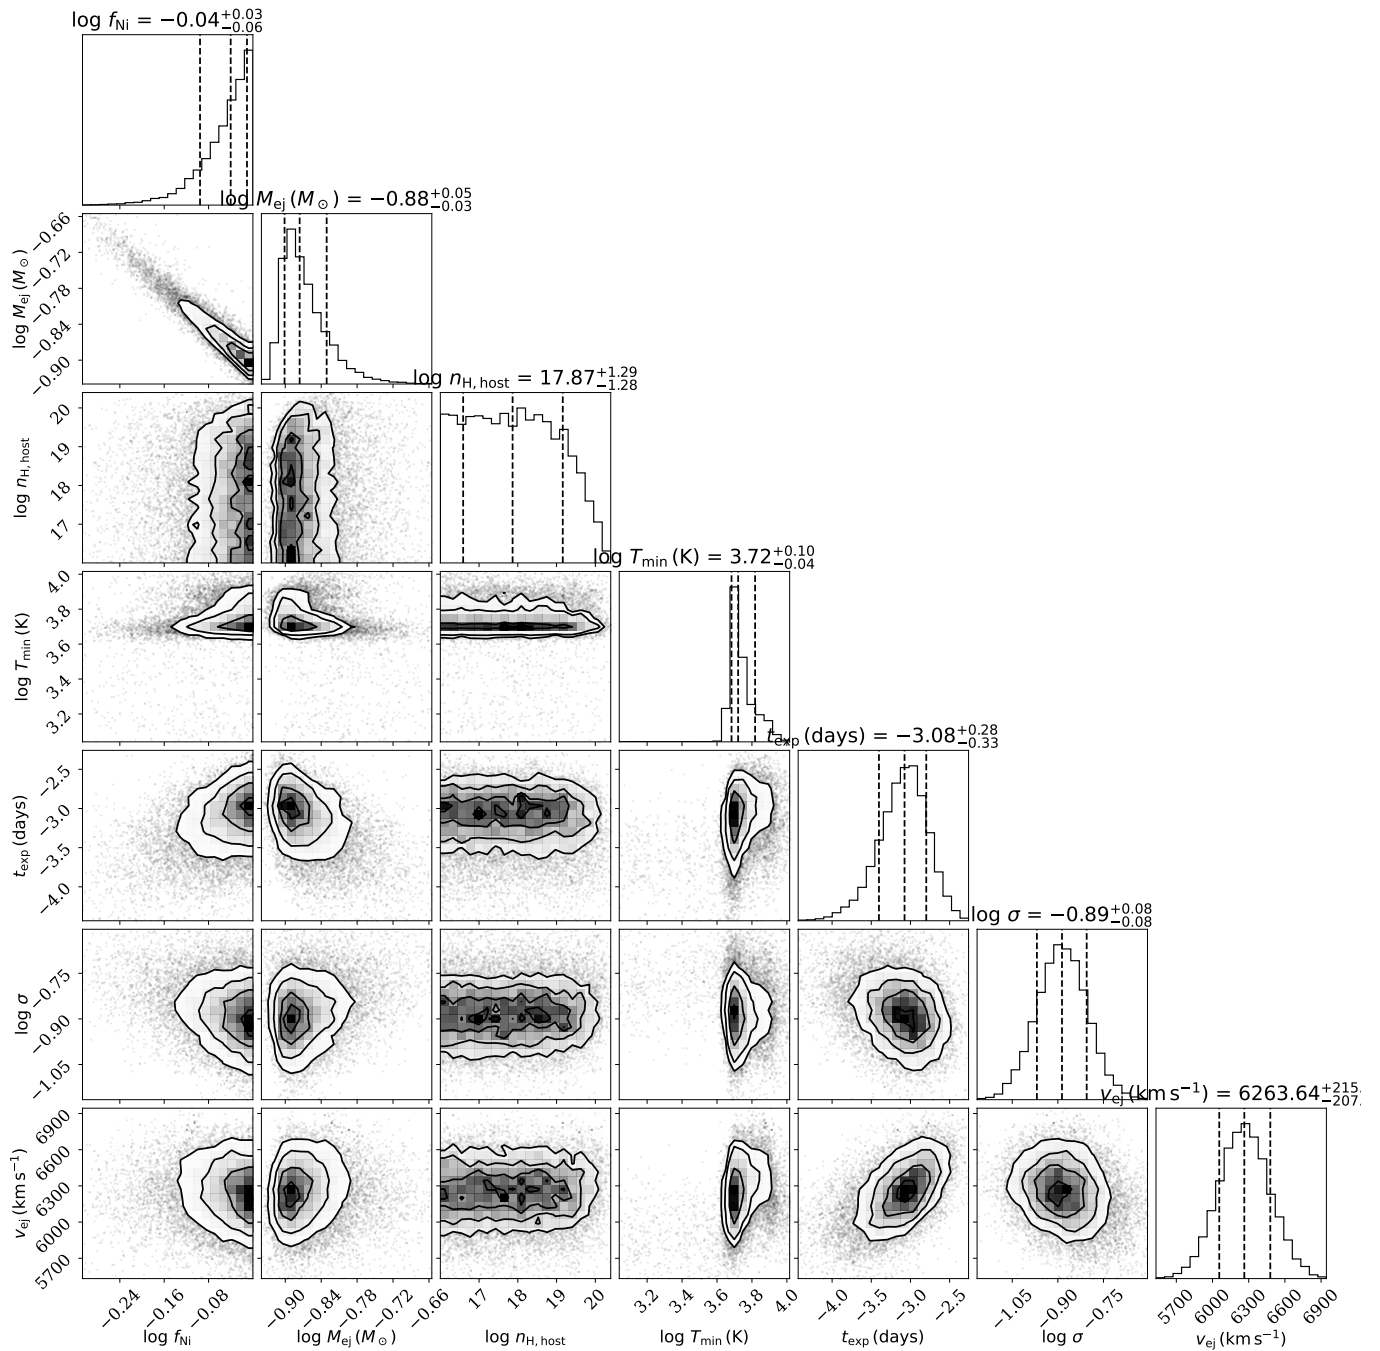 log f_Ni = −0.04^{+0.03}_{−0.06}
log M_ej (M_⊙) = −0.88^{+0.05}_{−0.03}
−0.66
−0.72
−0.78
−0.84
−0.90
log M_ej (M_⊙)
log n_{H, host} = 17.87^{+1.29}_{−1.28}
20
19
18
17
log n_{H, host}
log T_min (K) = 3.72^{+0.10}_{−0.04}
4.0
3.8
3.6
3.4
3.2
log T_min (K)
t_exp (days) = −3.08^{+0.28}_{−0.33}
−2.5
−3.0
−3.5
−4.0
t_exp (days)
log σ = −0.89^{+0.08}_{−0.08}
−0.75
−0.90
−1.05
log σ
v_ej (km s^{−1}) = 6263.64^{+215.}_{−207.}
6900
6600
6300
6000
5700
v_ej (km s^{−1})
−0.24 −0.16 −0.08
−0.90 −0.84 −0.78 −0.72 −0.66
17 18 19 20
3.2 3.4 3.6 3.8 4.0
−4.0 −3.5 −3.0 −2.5
−1.05 −0.90 −0.75
5700 6000 6300 6600 6900
log f_Ni
log M_ej (M_⊙)
log n_{H, host}
log T_min (K)
t_exp (days)
log σ
v_ej (km s^{−1})